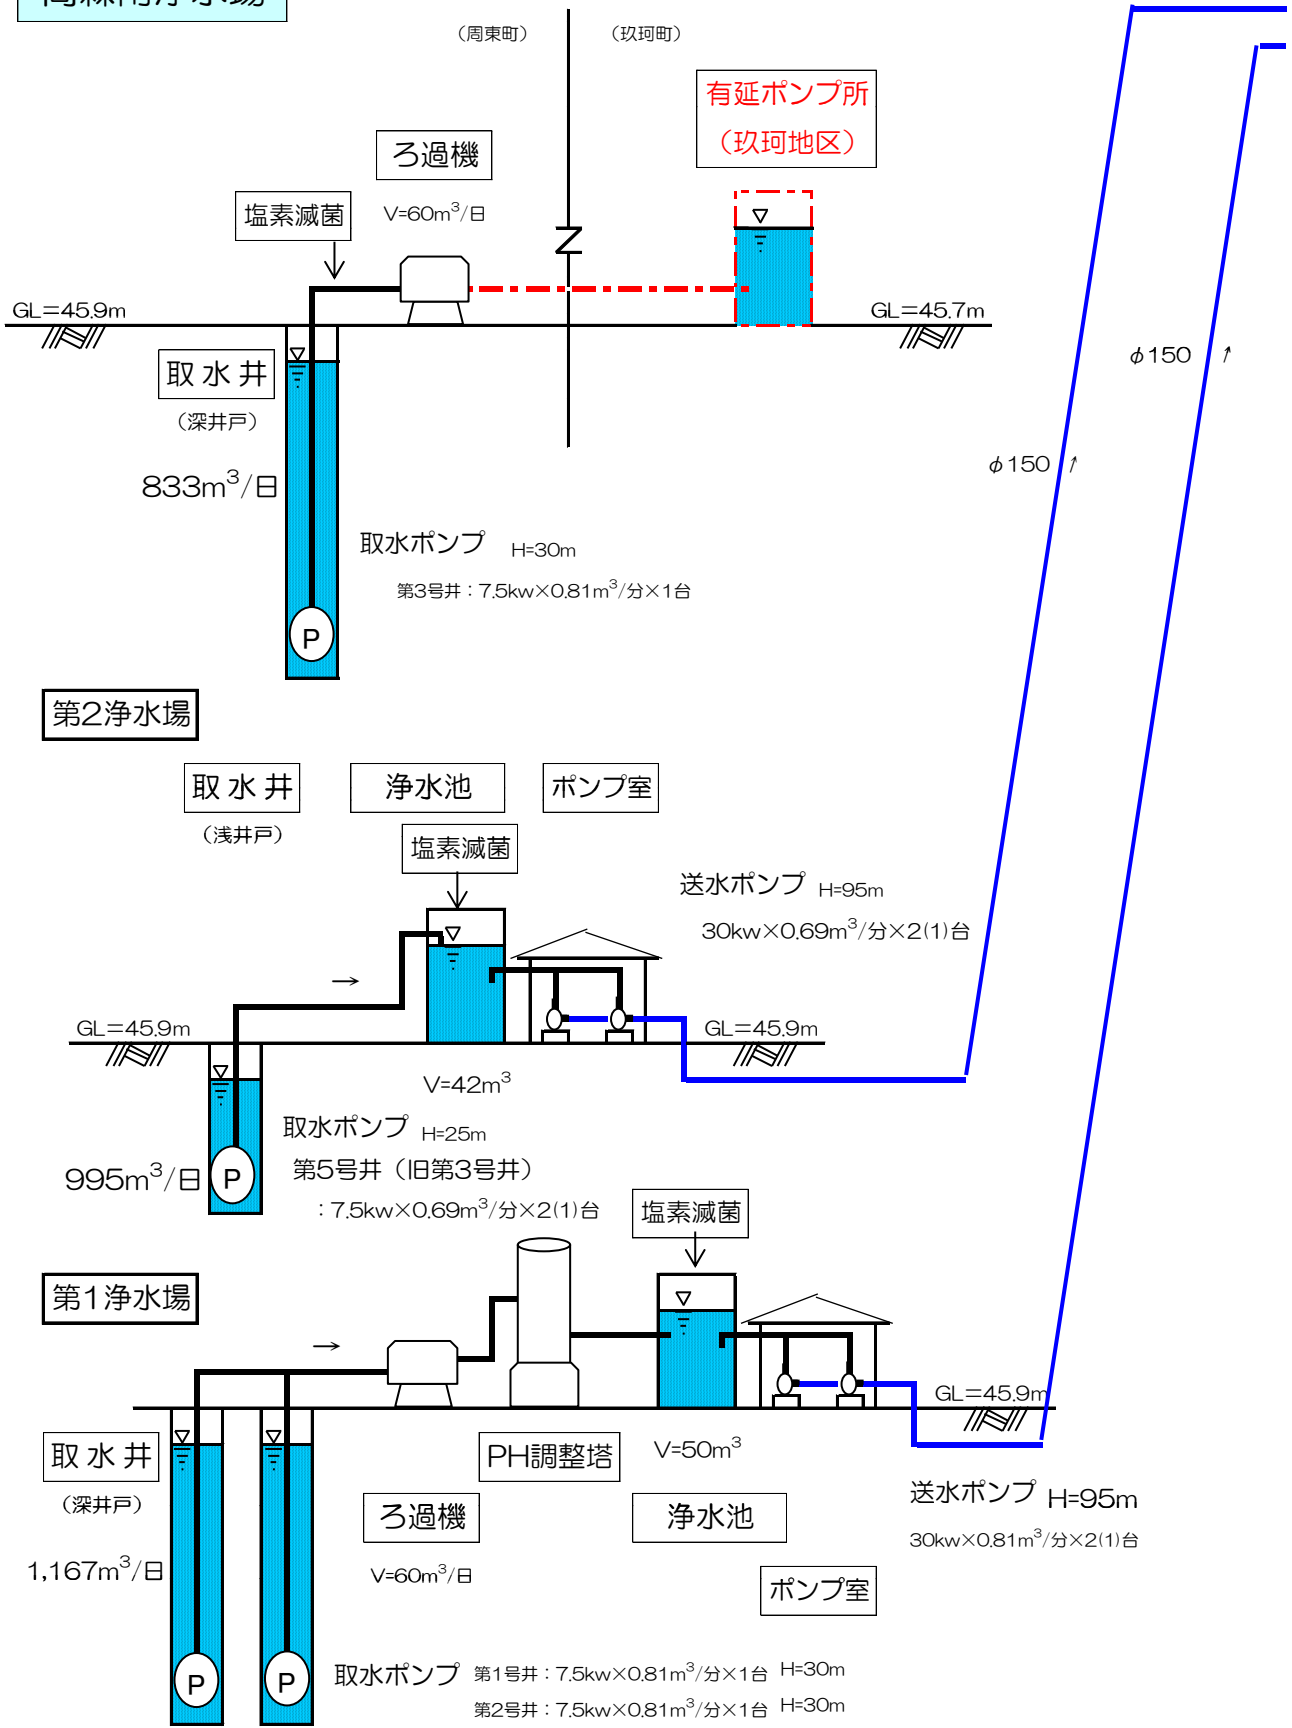 （周東町）
（玖珂町）
有延ポンプ所
（玖珂地区）
ろ過機
V=60m³/日
塩素滅菌
GL=45.9m
GL=45.7m
取水井
（深井戸）
833m³/日
φ150 ↑
φ150 ↑
取水ポンプ H=30m
第3号井：7.5kw×0.81m³/分×1台
P
第2浄水場
取水井
（浅井戸）
浄水池
ポンプ室
塩素滅菌
送水ポンプ H=95m
30kw×0.69m³/分×2(1)台
→
GL=45.9m
GL=45.9m
V=42m³
取水ポンプ H=25m
995m³/日
P
第5号井（旧第3号井）
：7.5kw×0.69m³/分×2(1)台
塩素滅菌
第1浄水場
→
GL=45.9m
取水井
（深井戸）
1,167m³/日
PH調整塔
V=50m³
ろ過機
V=60m³/日
浄水池
送水ポンプ H=95m
30kw×0.81m³/分×2(1)台
ポンプ室
P
P
取水ポンプ 第1号井：7.5kw×0.81m³/分×1台 H=30m
第2号井：7.5kw×0.81m³/分×1台 H=30m